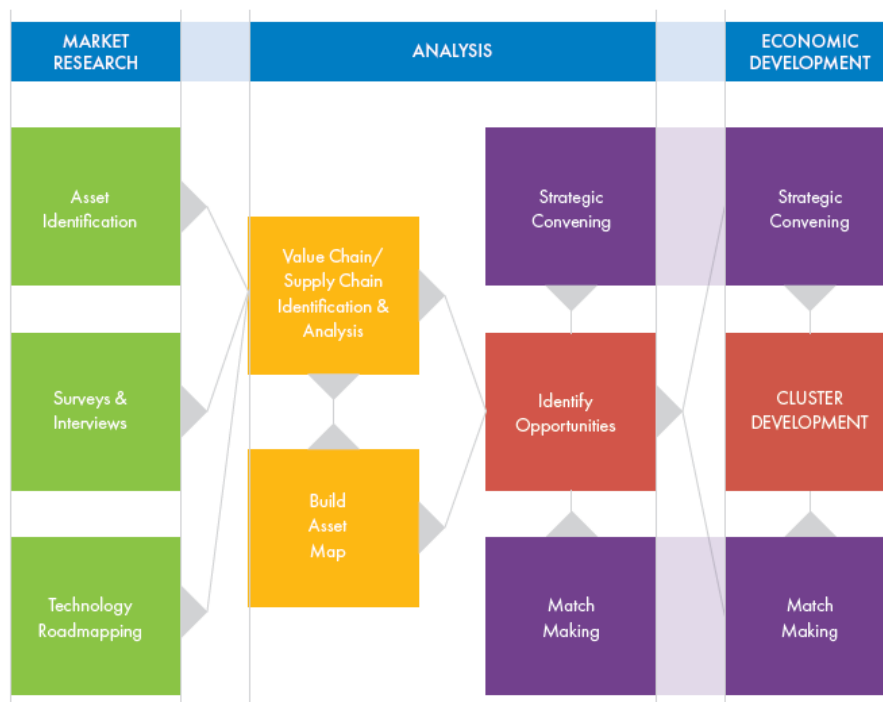 MARKET
RESEARCH
ANALYSIS
ECONOMIC
DEVELOPMENT
Asset
Identification
Surveys &
Interviews
Technology
Roadmapping
Value Chain/
Supply Chain
Identification &
Analysis
Build
Asset
Map
Strategic
Convening
Identify
Opportunities
Match
Making
Strategic
Convening
CLUSTER
DEVELOPMENT
Match
Making